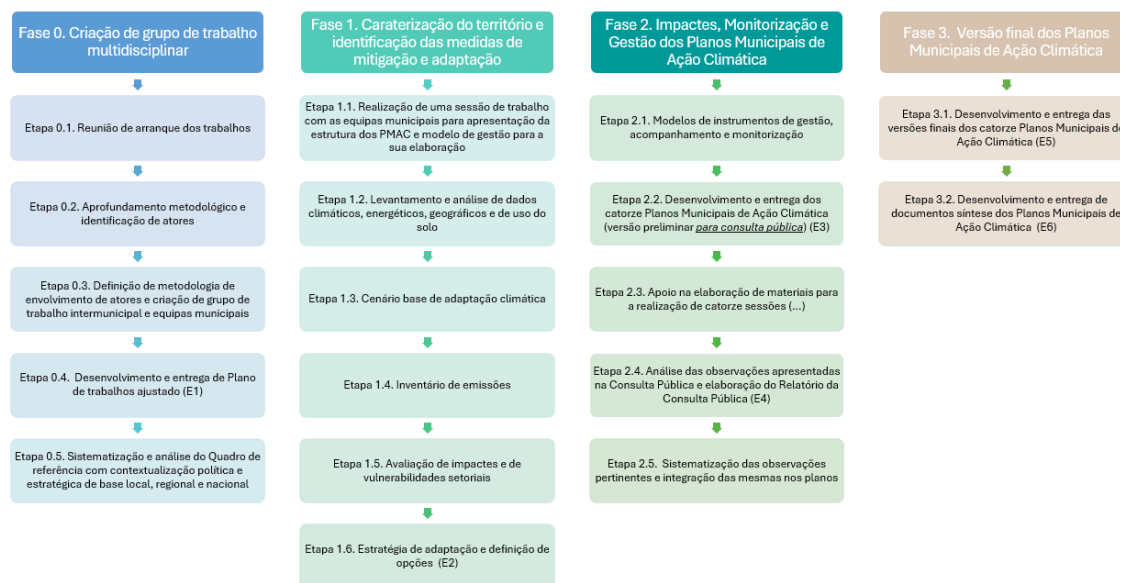 Fase 0. Criação de grupo de trabalho
multidisciplinar
Etapa 0.1. Reunião de arranque dos trabalhos
Etapa 0.2. Aprofundamento metodológico e
identificação de atores
Etapa 0.3. Definição de metodologia de
envolvimento de atores e criação de grupo de
trabalho intermunicipal e equipas municipais
Etapa 0.4. Desenvolvimento e entrega de Plano
de trabalhos ajustado (E1)
Etapa 0.5. Sistematização e análise do Quadro de
referência com contextualização política e
estratégica de base local, regional e nacional
Fase 1. Caraterização do território e
identificação das medidas de
mitigação e adaptação
Etapa 1.1. Realização de uma sessão de trabalho
com as equipas municipais para apresentação da
estrutura dos PMAC e modelo de gestão para a
sua elaboração
Etapa 1.2. Levantamento e análise de dados
climáticos, energéticos, geográficos e de uso do
solo
Etapa 1.3. Cenário base de adaptação climática
Etapa 1.4. Inventário de emissões
Etapa 1.5. Avaliação de impactes e de
vulnerabilidades setoriais
Etapa 1.6. Estratégia de adaptação e definição de
opções (E2)
Fase 2. Impactes, Monitorização e
Gestão dos Planos Municipais de
Ação Climática
Etapa 2.1. Modelos de instrumentos de gestão,
acompanhamento e monitorização
Etapa 2.2. Desenvolvimento e entrega dos
catorze Planos Municipais de Ação Climática
(versão preliminar para consulta pública) (E3)
Etapa 2.3. Apoio na elaboração de materiais para
a realização de catorze sessões (...)
Etapa 2.4. Análise das observações apresentadas
na Consulta Pública e elaboração do Relatório da
Consulta Pública (E4)
Etapa 2.5. Sistematização das observações
pertinentes e integração das mesmas nos planos
Fase 3. Versão final dos Planos
Municipais de Ação Climática
Etapa 3.1. Desenvolvimento e entrega das
versões finais dos catorze Planos Municipais de
Ação Climática (E5)
Etapa 3.2. Desenvolvimento e entrega de
documentos síntese dos Planos Municipais de
Ação Climática (E6)